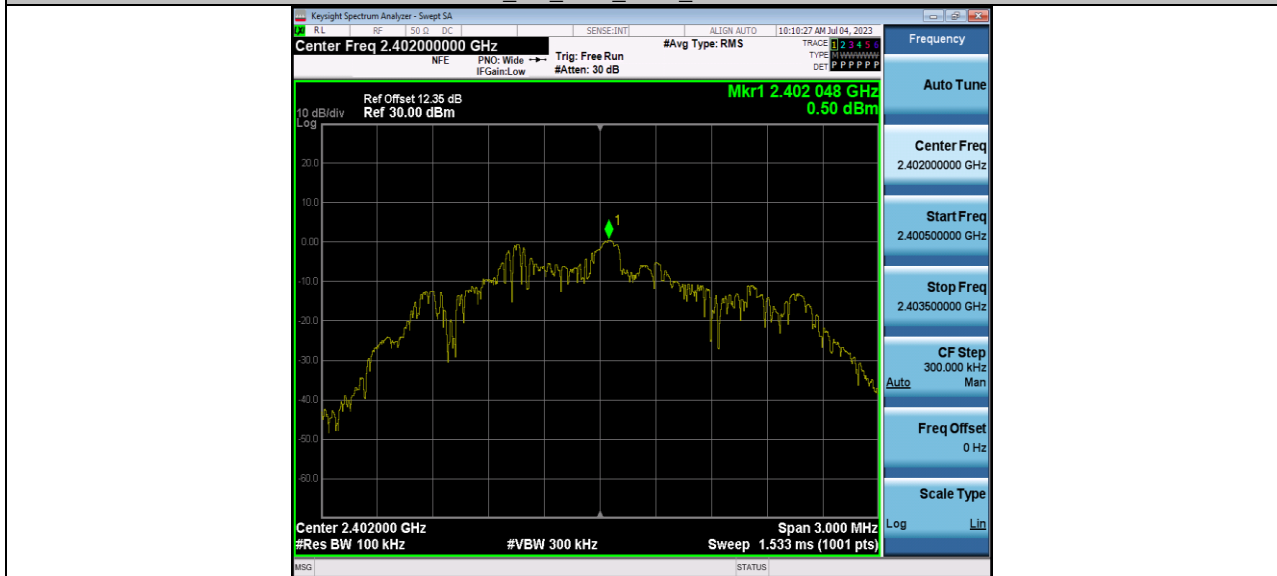 Keysight Spectrum Analyzer - Swept SA
RL RF 50 Ω DC SENSE:INT ALIGN AUTO 10:10:27 AM Jul 04, 2023
Center Freq 2.402000000 GHz
NFE PNO: Wide IFGain:Low
Trig: Free Run
#Atten: 30 dB
#Avg Type: RMS
TRACE 1 2 3 4 5 6
TYPE M WWWWW
DET P P P P P P
Mkr1 2.402 048 GHz
0.50 dBm
Ref Offset 12.35 dB
10 dB/div Ref 30.00 dBm
Log
20.0
10.0
0.00
-10.0
-20.0
-30.0
-40.0
-50.0
-60.0
1
Center 2.402000 GHz Span 3.000 MHz
#Res BW 100 kHz #VBW 300 kHz Sweep 1.533 ms (1001 pts)
MSG STATUS
Frequency
Auto Tune
Center Freq
2.402000000 GHz
Start Freq
2.400500000 GHz
Stop Freq
2.403500000 GHz
CF Step
300.000 kHz
Auto Man
Freq Offset
0 Hz
Scale Type
Log Lin